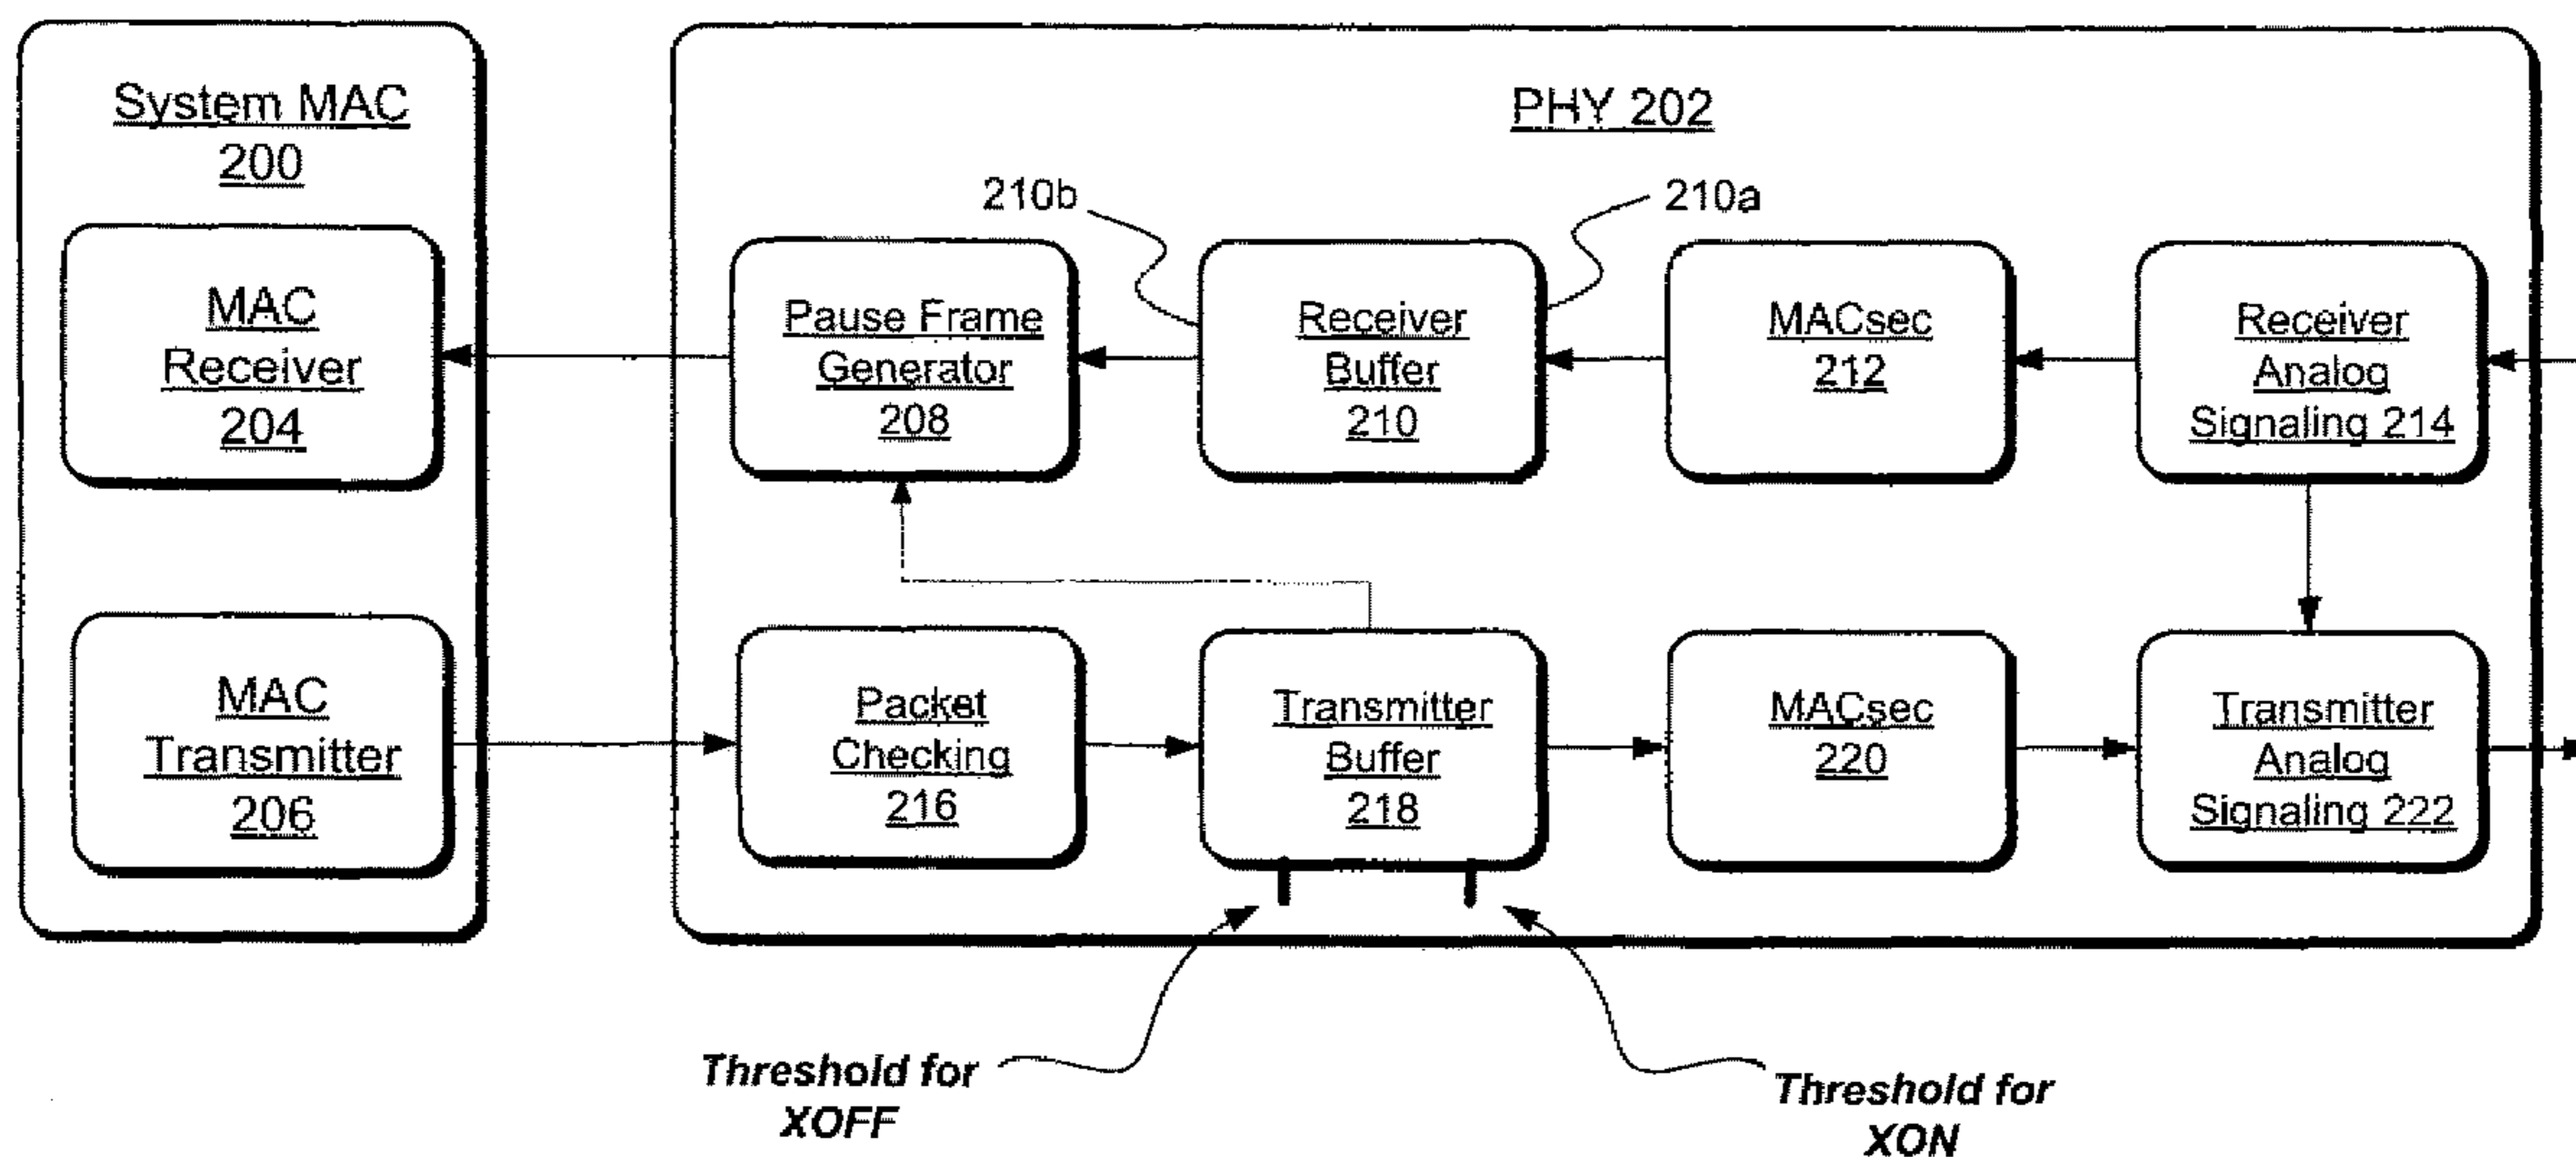 System MAC
200
MAC
Receiver
204
MAC
Transmitter
206
PHY 202
210b
210a
Pause Frame
Generator
208
Receiver
Buffer
210
MACsec
212
Receiver
Analog
Signaling 214
Packet
Checking
216
Transmitter
Buffer
218
MACsec
220
Transmitter
Analog
Signaling 222
Threshold for
XOFF
Threshold for
XON